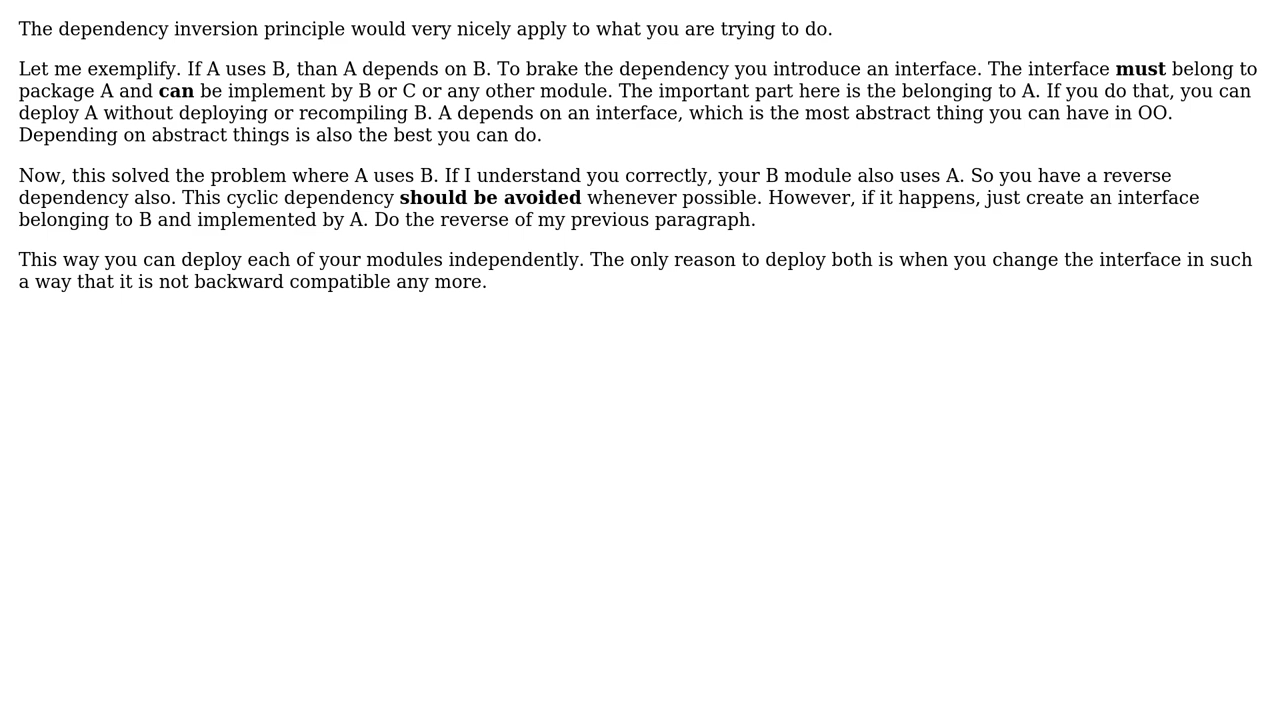 The dependency inversion principle would very nicely apply to what you are trying to do.
Let me exemplify. If A uses B, than A depends on B. To brake the dependency you introduce an interface. The interface must belong to
package A and can be implement by B or C or any other module. The important part here is the belonging to A. If you do that, you can
deploy A without deploying or recompiling B. A depends on an interface, which is the most abstract thing you can have in OO.
Depending on abstract things is also the best you can do.
Now, this solved the problem where A uses B. If I understand you correctly, your B module also uses A. So you have a reverse
dependency also. This cyclic dependency should be avoided whenever possible. However, if it happens, just create an interface
belonging to B and implemented by A. Do the reverse of my previous paragraph.
This way you can deploy each of your modules independently. The only reason to deploy both is when you change the interface in such
a way that it is not backward compatible any more.